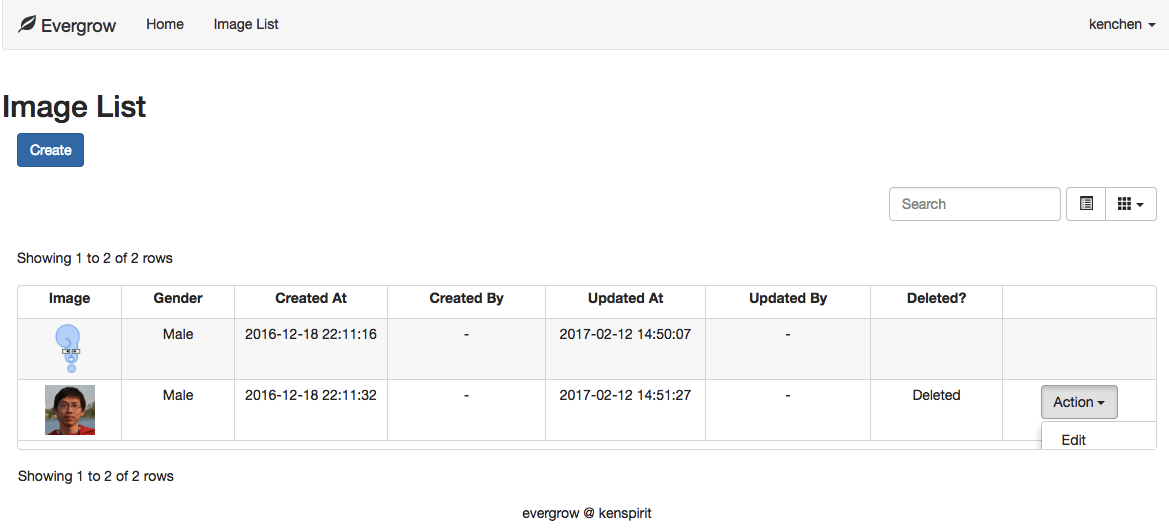 Evergrow Home Image List kenchen
Image List
Create
Search
Showing 1 to 2 of 2 rows
Image Gender Created At Created By Updated At Updated By Deleted?
Male 2016-12-18 22:11:16 - 2017-02-12 14:50:07 -
Male 2016-12-18 22:11:32 - 2017-02-12 14:51:27 - Deleted Action
Edit
Showing 1 to 2 of 2 rows
evergrow @ kenspirit